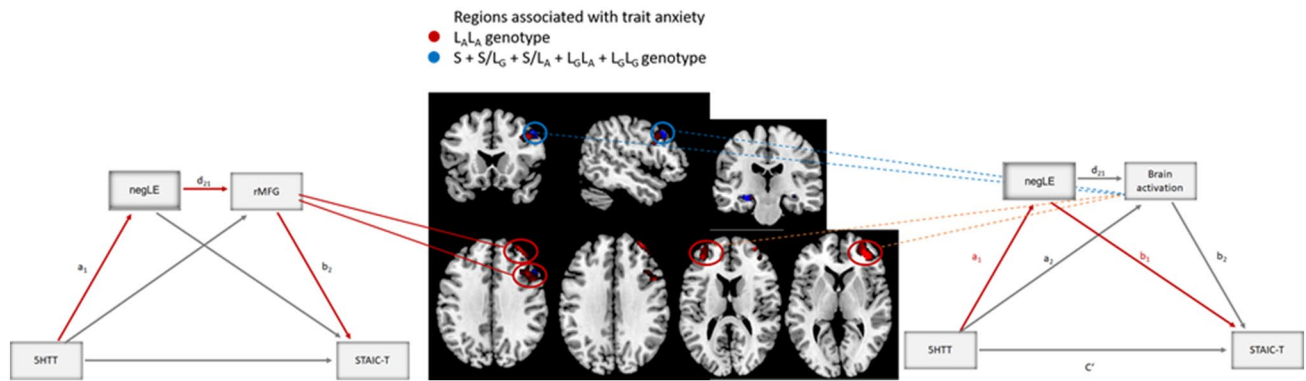 Regions associated with trait anxiety
LALA genotype
S + S/LG + S/LA + LGLA + LGLG genotype
negLE
d21
rMFG
a1
b2
5HTT
STAIC-T
negLE
d21
Brain
activation
a1
a2
b1
b2
5HTT
STAIC-T
C'